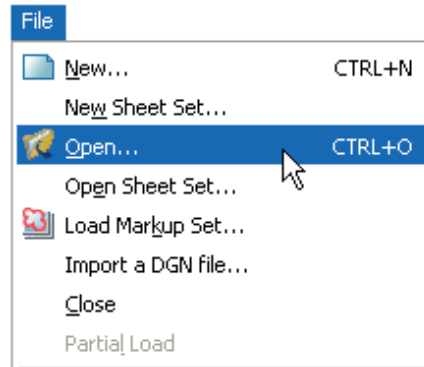 File
New... CTRL+N
New Sheet Set...
Open... CTRL+O
Open Sheet Set...
Load Markup Set...
Import a DGN file...
Close
Partial Load